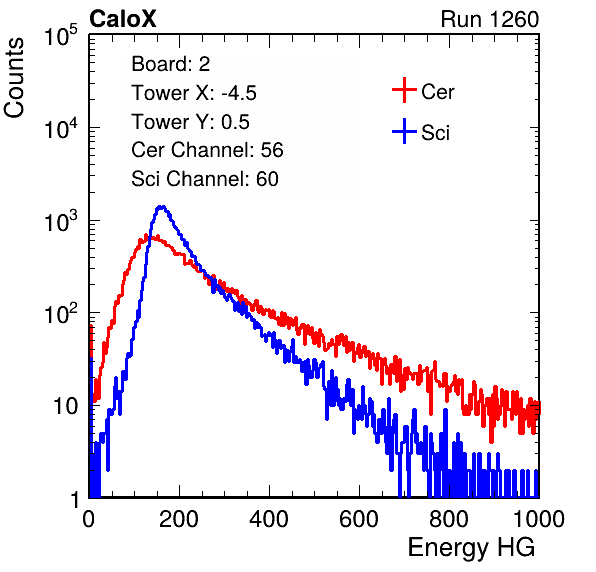 CaloX Run 1260
Counts
10^5
10^4
10^3
10^2
10
1
Board: 2
Tower X: -4.5
Tower Y: 0.5
Cer Channel: 56
Sci Channel: 60
Cer
Sci
0 200 400 600 800 1000
Energy HG